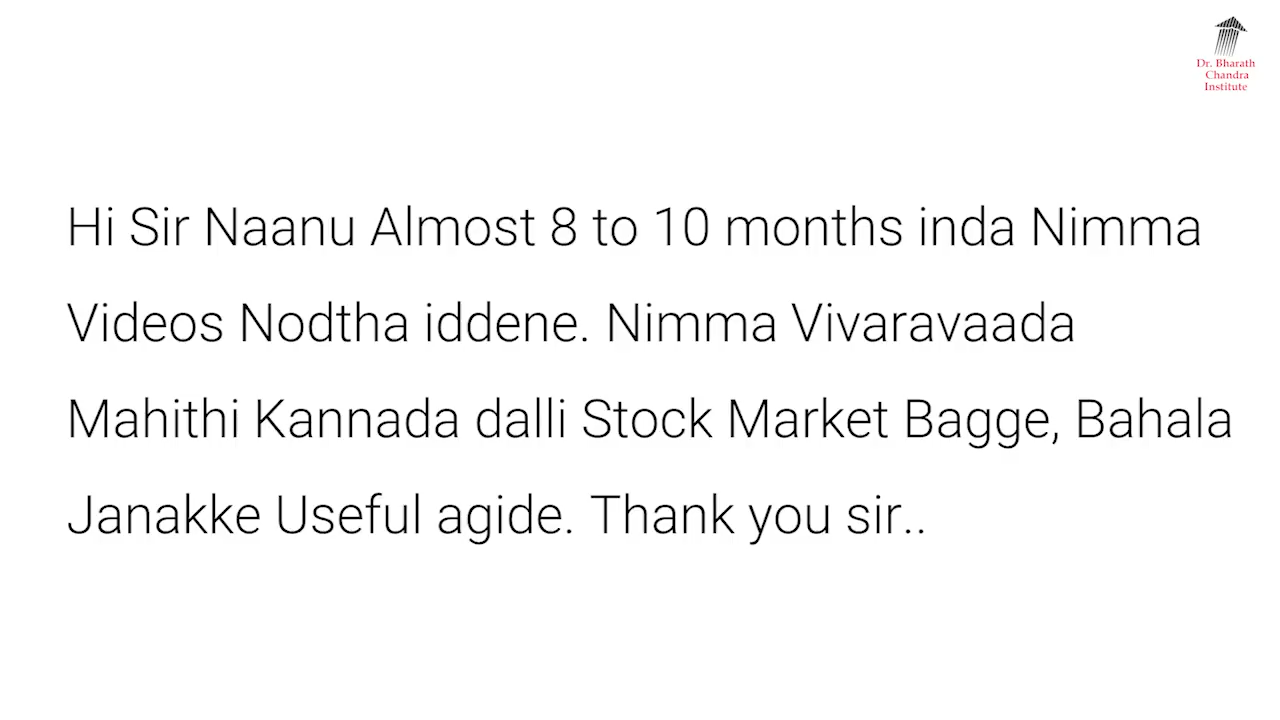 Dr. Bharath
Chandra
Institute
Hi Sir Naanu Almost 8 to 10 months inda Nimma
Videos Nodtha iddene. Nimma Vivaravaada
Mahithi Kannada dalli Stock Market Bagge, Bahala
Janakke Useful agide. Thank you sir..